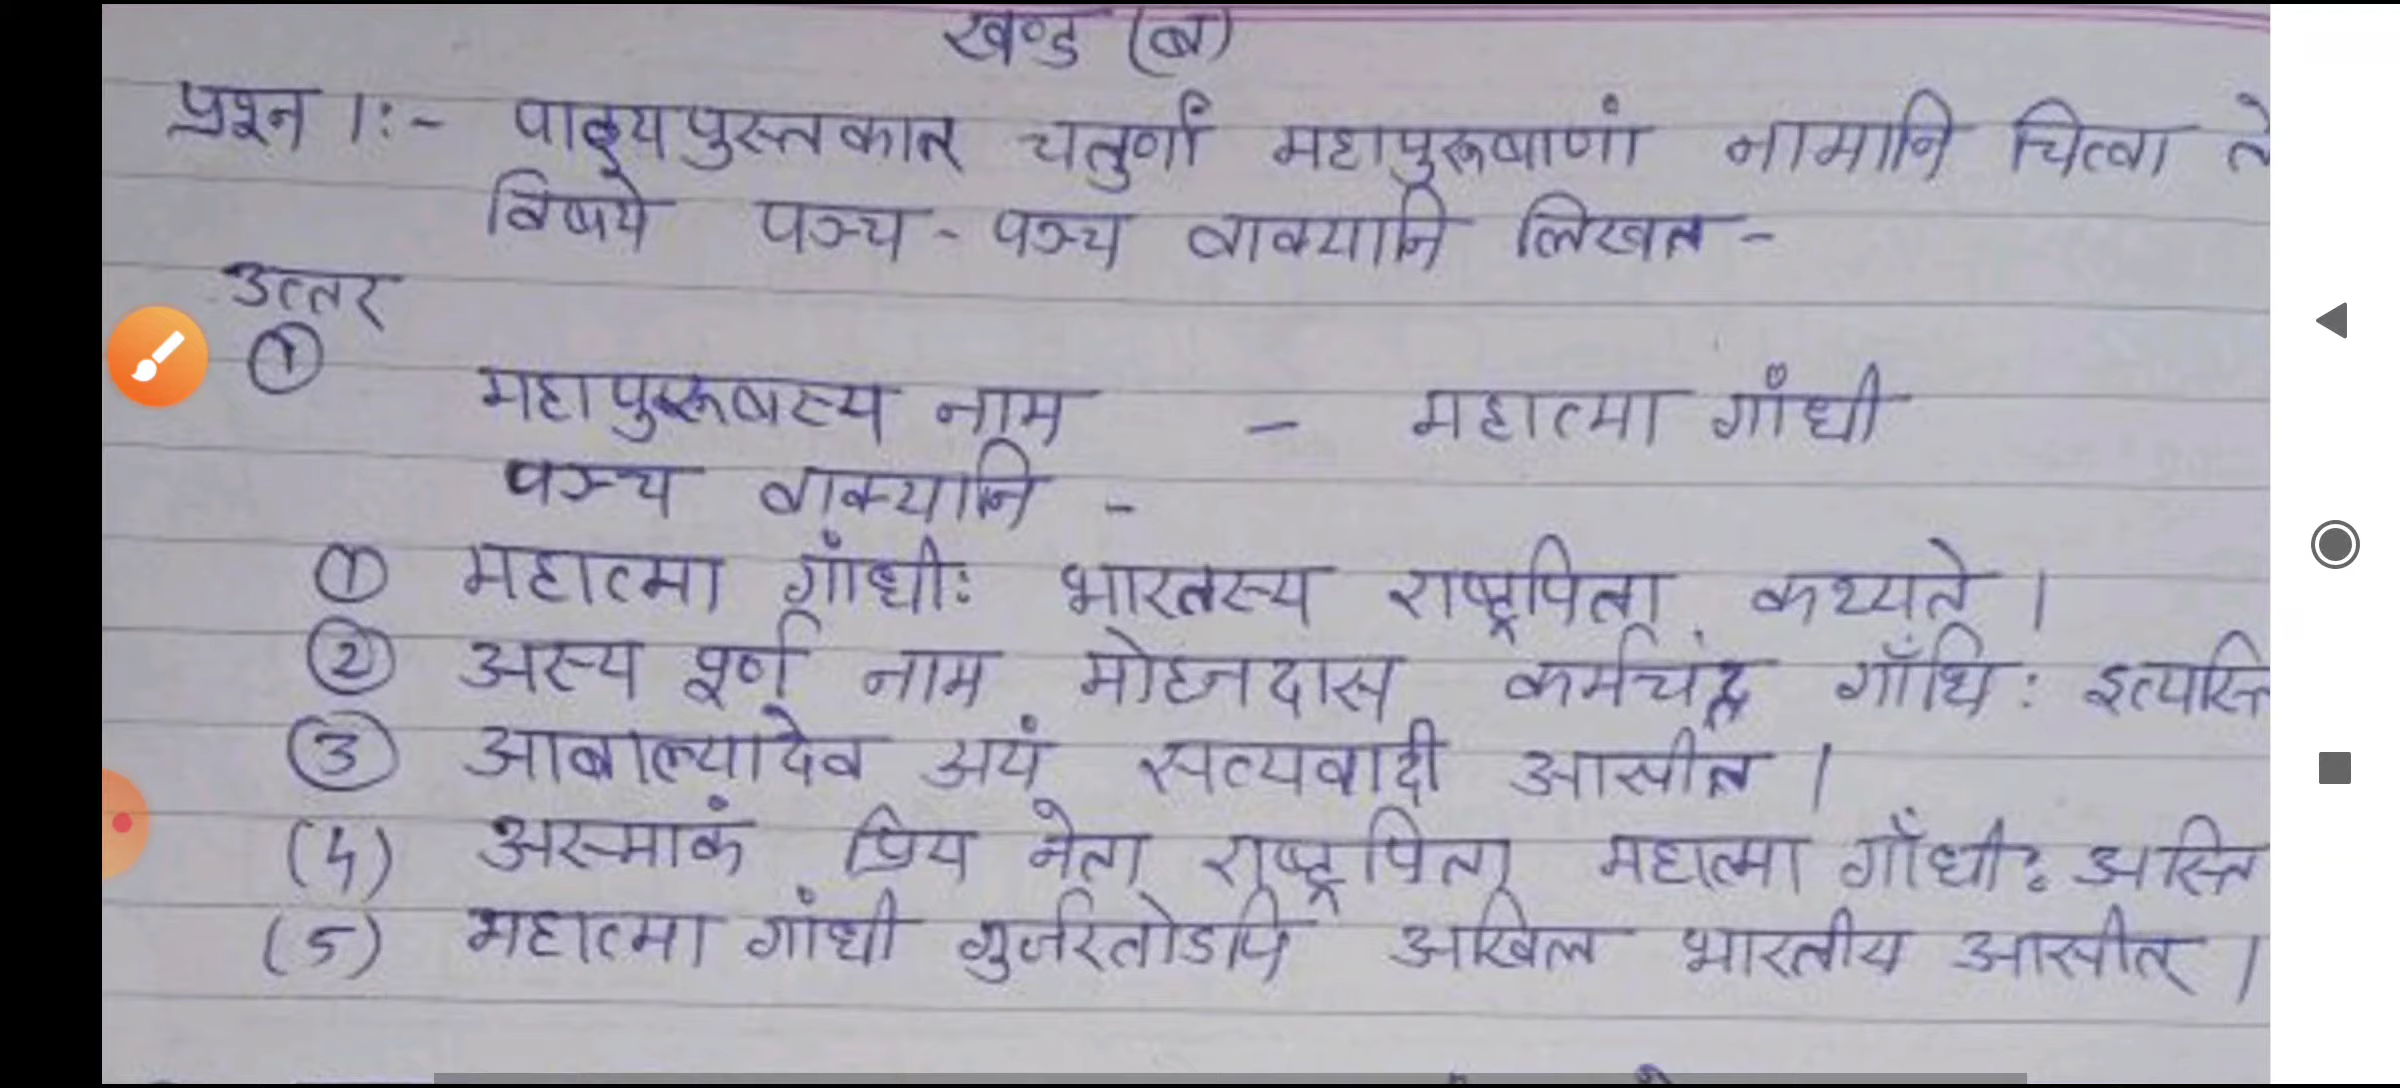 खण्ड (ब)
प्रश्न 1:- पाठ्यपुस्तकात् चतुर्णां महापुरूषाणां नामानि चित्वा ते
विषये पञ्च - पञ्च वाक्यानि लिखत -
उत्तर
①
महापुरूषस्य नाम - महात्मा गाँधी
पञ्च वाक्यानि -
① महात्मा गाँधीः भारतस्य राष्ट्रपिता कथ्यते ।
② अस्य पूर्णं नाम मोहनदास कर्मचंद्र गाँधिः इत्यस्ति
③ आबाल्यादेव अयं सत्यवादी आसीत् ।
(4) अस्माकं प्रिय नेता राष्ट्रपिता महात्मा गाँधीः अस्ति
(5) महात्मा गांधी गुर्जरतोडपि अखिल भारतीय आसीत् ।